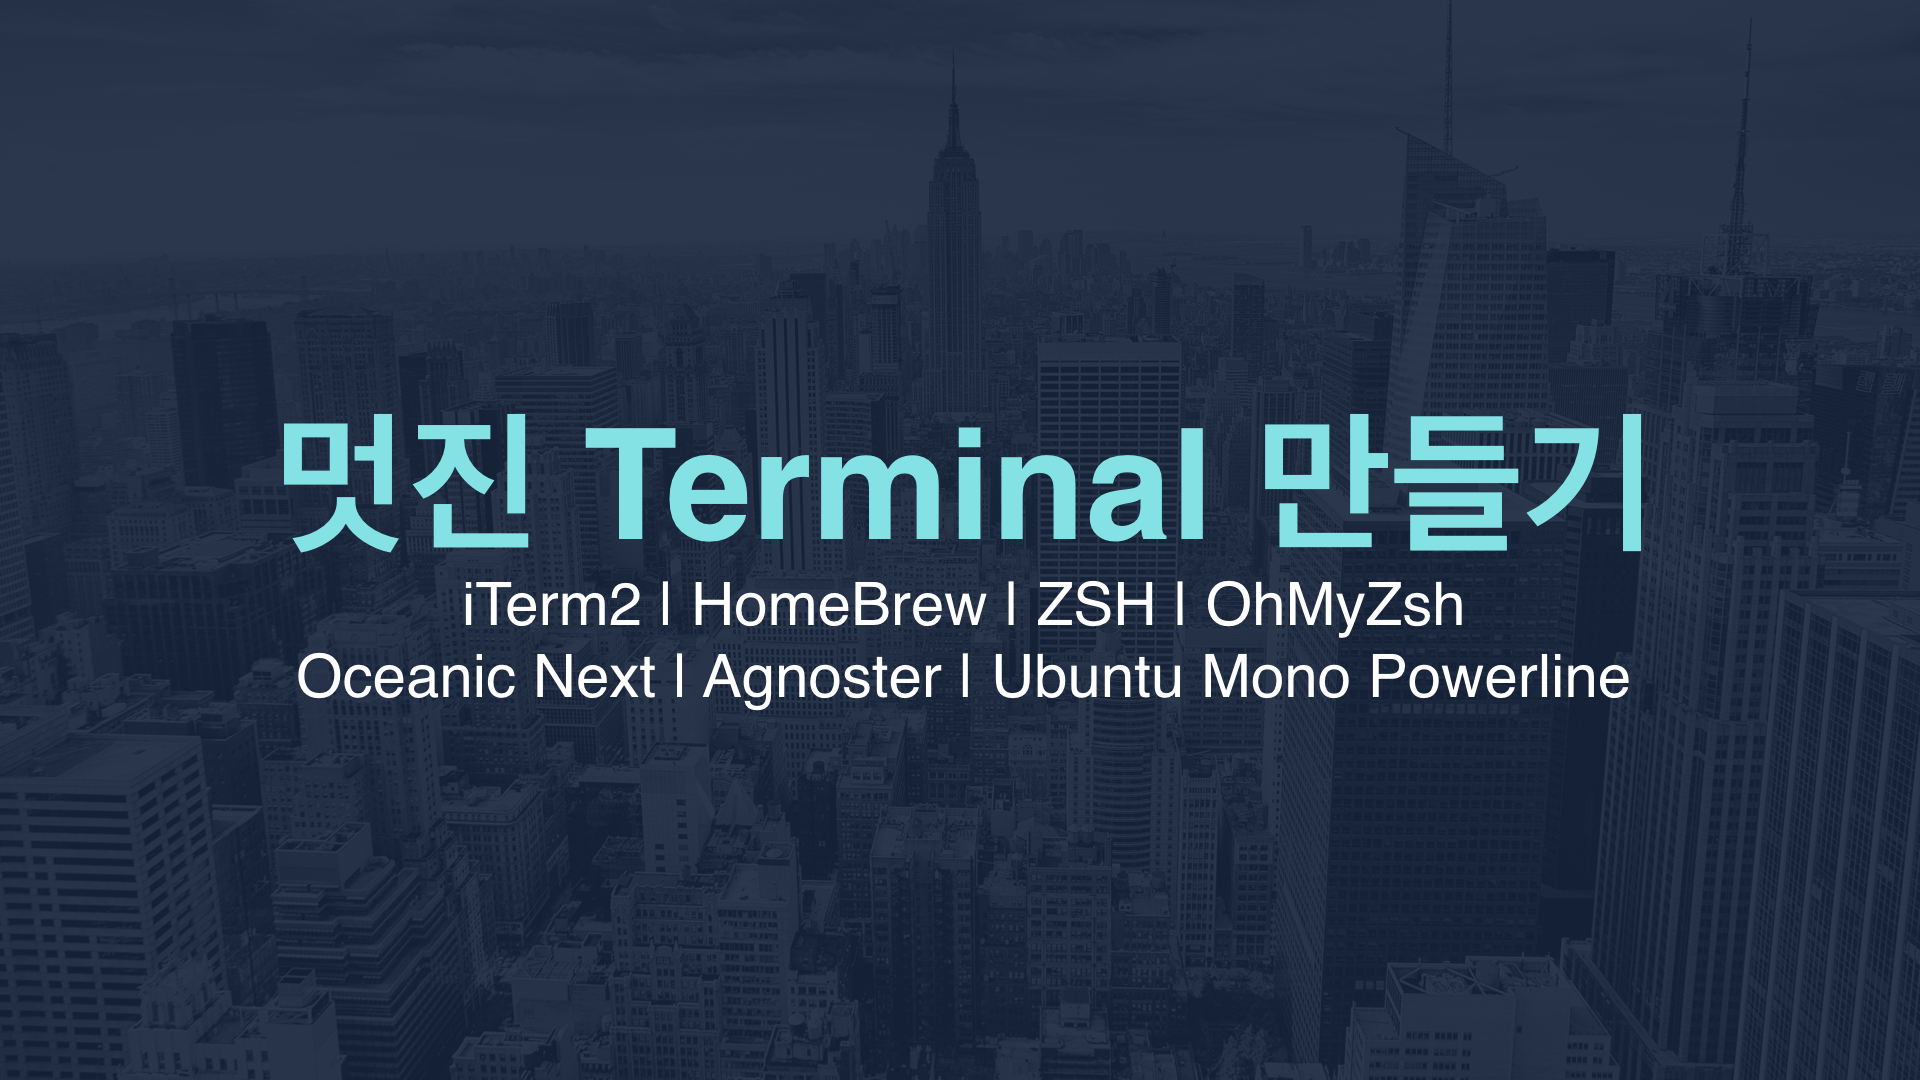 멋진 Terminal 만들기
iTerm2 | HomeBrew | ZSH | OhMyZsh
Oceanic Next | Agnoster | Ubuntu Mono Powerline